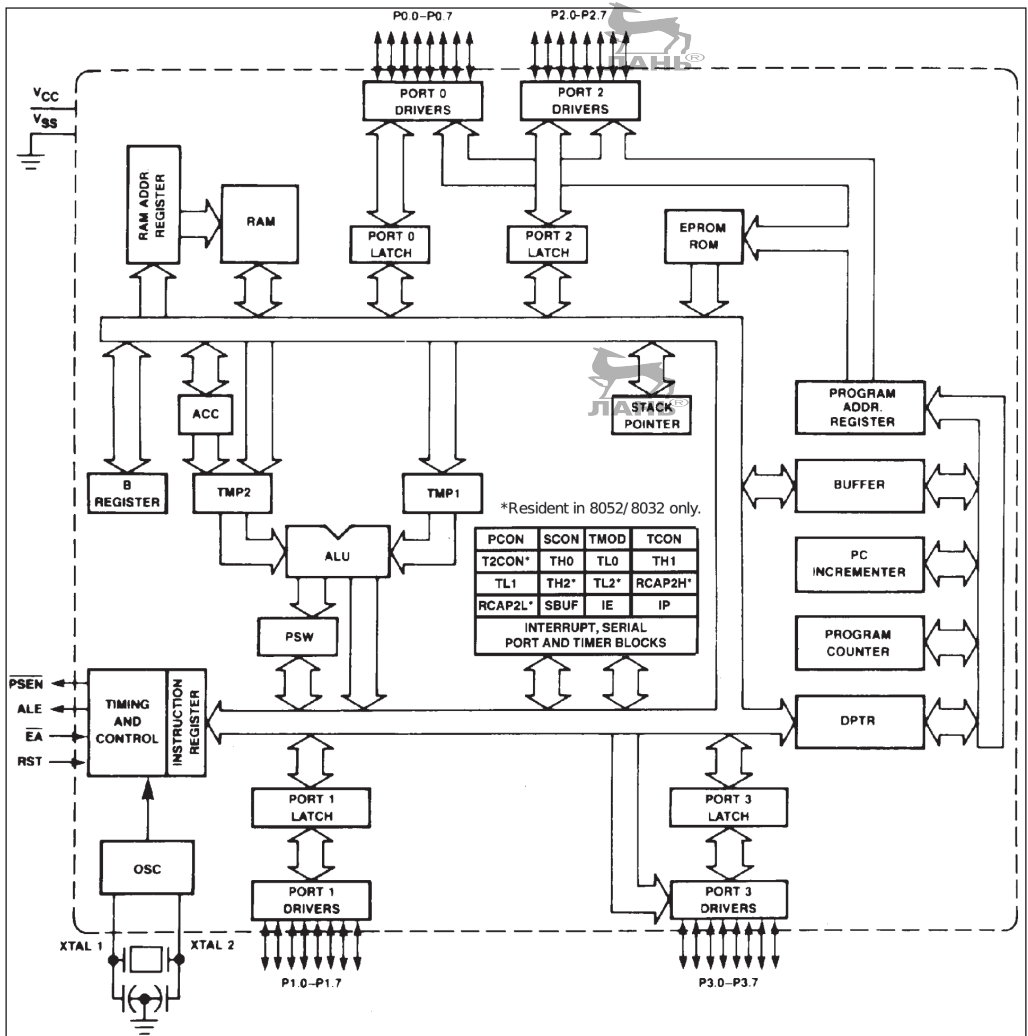 P0.0–P0.7
P2.0–P2.7
ЛАНЬ®
VCC
VSS
PORT 0
DRIVERS
PORT 2
DRIVERS
RAM ADDR
REGISTER
RAM
PORT 0
LATCH
PORT 2
LATCH
EPROM
ROM
ACC
STACK
POINTER
ЛАНЬ®
PROGRAM
ADDR.
REGISTER
B
REGISTER
TMP2
TMP1
BUFFER
*Resident in 8052/8032 only.
ALU
PCON SCON TMOD TCON
T2CON* TH0 TL0 TH1
TL1 TH2* TL2* RCAP2H*
RCAP2L* SBUF IE IP
INTERRUPT, SERIAL
PORT AND TIMER BLOCKS
PC
INCREMENTER
PSW
PROGRAM
COUNTER
PSEN
ALE
EA
RST
TIMING
AND
CONTROL
INSTRUCTION
REGISTER
DPTR
PORT 1
LATCH
PORT 3
LATCH
OSC
PORT 1
DRIVERS
PORT 3
DRIVERS
XTAL 1
XTAL 2
P1.0–P1.7
P3.0–P3.7